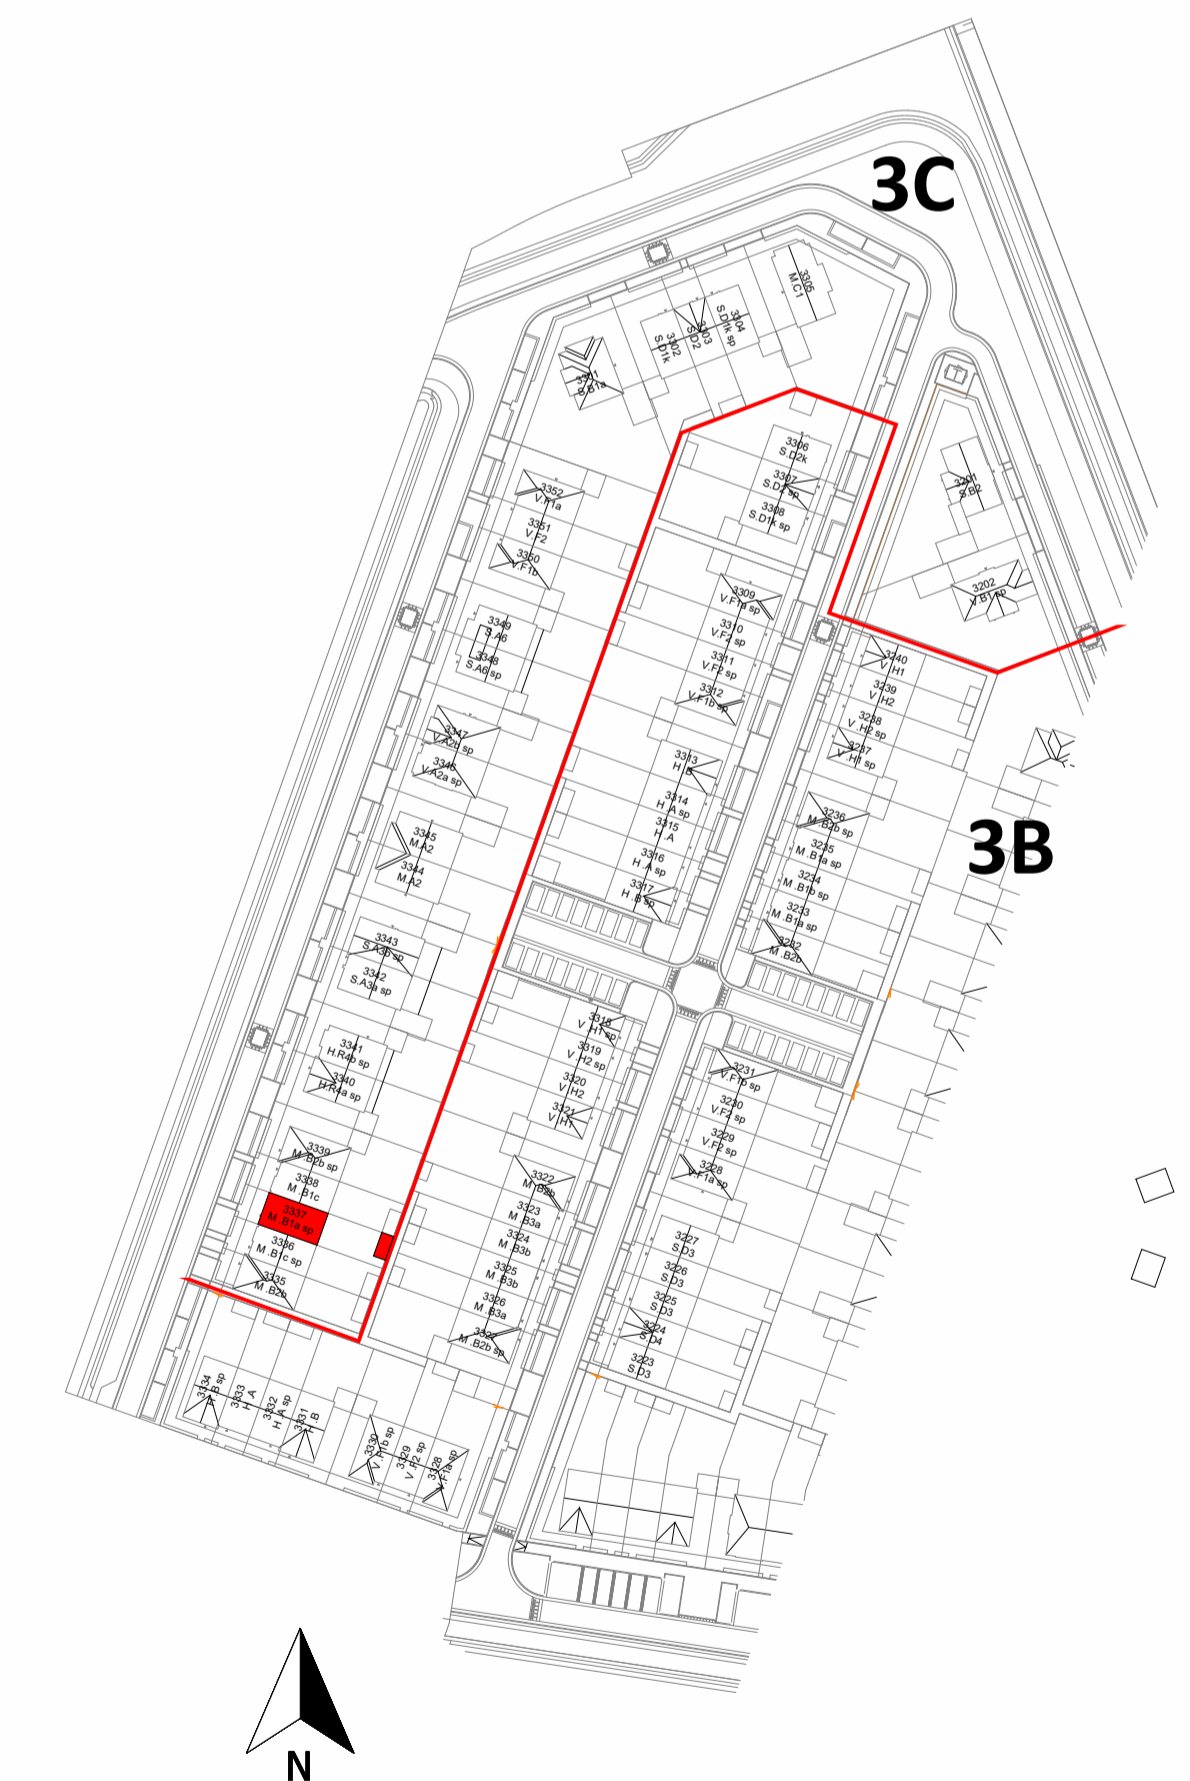 3C
3305
M.C1
3304
S.D1k sp
3303
S.D2
3302
S.D1k
3301
S.B1a
3306
S.D2k
3307
S.D2 sp
3308
S.D1k sp
3201
S.B2
3202
V.B1 sp
3352
V.F1a
3351
V.F2
3350
V.F1b
3309
V.F1a sp
3310
V.F2 sp
3311
V.F2 sp
3312
V.F1b sp
3349
S.A6
3348
S.A6 sp
3240
V.H1
3239
V.H2
3238
V.H2 sp
3237
V.H1 sp
3347
V.A2b sp
3346
V.A2a sp
3313
H.B
3314
H.A sp
3315
H.A
3316
H.A sp
3317
H.B sp
3236
M.B2b sp
3235
M.B1a sp
3234
M.B1b sp
3233
M.B1a sp
3232
M.B2b
3B
3345
M.A2
3344
M.A2
3343
S.A3b sp
3342
S.A3a sp
3341
H.R4b sp
3340
H.R4a sp
3318
V.H1 sp
3319
V.H2 sp
3320
V.H2
3321
V.H1
3231
V.F1b sp
3230
V.F2 sp
3229
V.F2 sp
3228
V.F1a sp
3339
M.B2b sp
3338
M.B1c
3337
M.B1a sp
3336
M.B1c sp
3335
M.B2b
3322
M.B2b
3323
M.B3a
3324
M.B3b
3325
M.B3b
3326
M.B3a
3327
M.B2b sp
3227
S.D3
3226
S.D3
3225
S.D3
3224
S.D4
3223
S.D3
3334
H.B sp
3333
H.A
3332
H.A sp
3331
H.B
3330
V.F1b sp
3329
V.F2 sp
3328
V.F1a sp
N